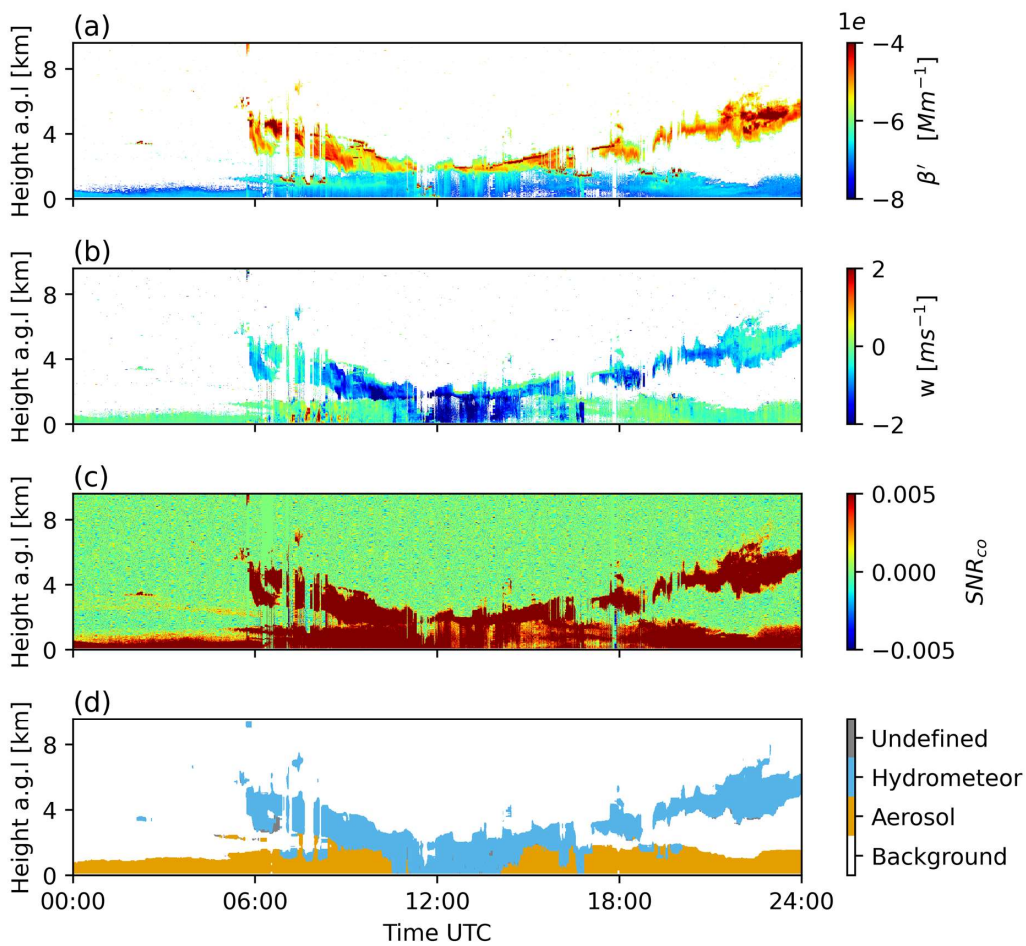 (a)
Height a.g.l [km]
8
4
0
1e
−4
−6
−8
β′ [Mm⁻¹]
(b)
Height a.g.l [km]
8
4
0
2
0
−2
w [ms⁻¹]
(c)
Height a.g.l [km]
8
4
0
0.005
0.000
−0.005
SNR_co
(d)
Height a.g.l [km]
8
4
0
Undefined
Hydrometeor
Aerosol
Background
00:00 06:00 12:00 18:00 24:00
Time UTC